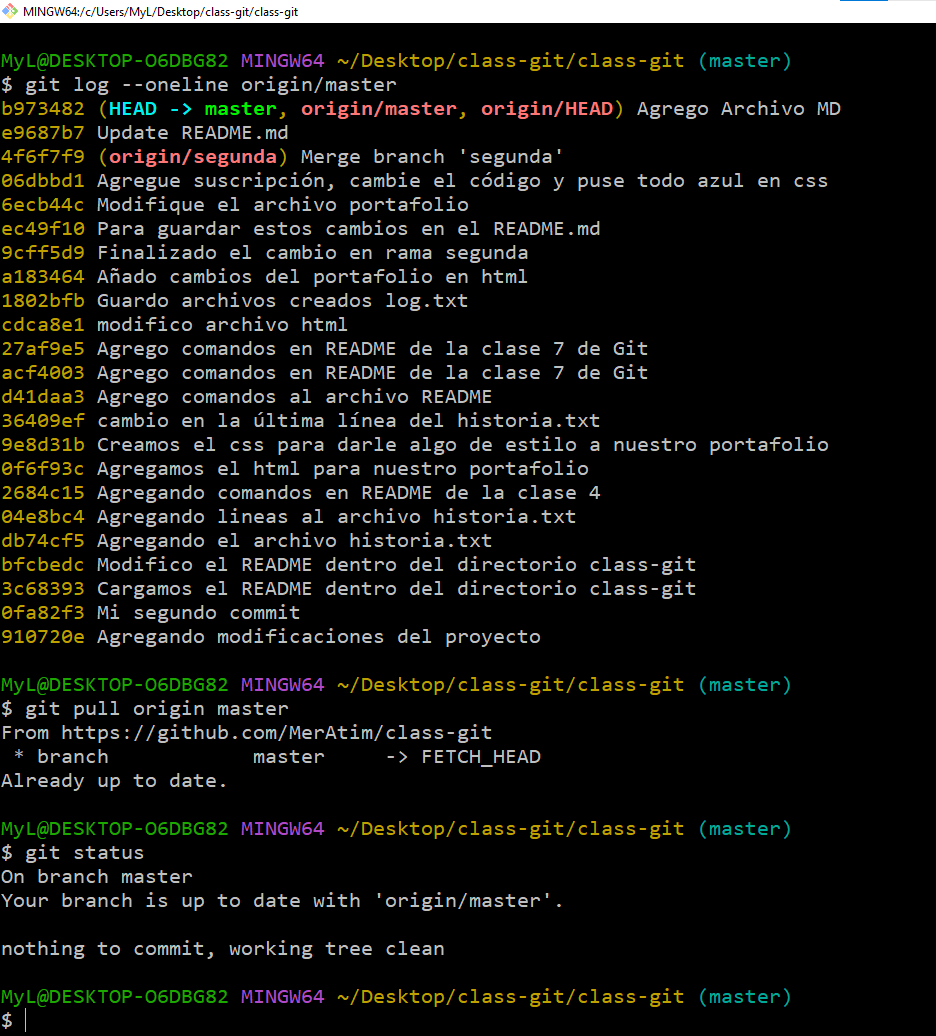 MINGW64:/c/Users/MyL/Desktop/class-git/class-git
MyL@DESKTOP-O6DBG82 MINGW64 ~/Desktop/class-git/class-git (master)
$ git log --oneline origin/master
b973482 (HEAD -> master, origin/master, origin/HEAD) Agrego Archivo MD
e9687b7 Update README.md
4f6f7f9 (origin/segunda) Merge branch 'segunda'
06dbbd1 Agregue suscripción, cambie el código y puse todo azul en css
6ecb44c Modifique el archivo portafolio
ec49f10 Para guardar estos cambios en el README.md
9cff5d9 Finalizado el cambio en rama segunda
a183464 Añado cambios del portafolio en html
1802bfb Guardo archivos creados log.txt
cdca8e1 modifico archivo html
27af9e5 Agrego comandos en README de la clase 7 de Git
acf4003 Agrego comandos en README de la clase 7 de Git
d41daa3 Agrego comandos al archivo README
36409ef cambio en la última línea del historia.txt
9e8d31b Creamos el css para darle algo de estilo a nuestro portafolio
0f6f93c Agregamos el html para nuestro portafolio
2684c15 Agregando comandos en README de la clase 4
04e8bc4 Agregando lineas al archivo historia.txt
db74cf5 Agregando el archivo historia.txt
bfcbedc Modifico el README dentro del directorio class-git
3c68393 Cargamos el README dentro del directorio class-git
0fa82f3 Mi segundo commit
910720e Agregando modificaciones del proyecto
MyL@DESKTOP-O6DBG82 MINGW64 ~/Desktop/class-git/class-git (master)
$ git pull origin master
From https://github.com/MerAtim/class-git
 * branch            master     -> FETCH_HEAD
Already up to date.
MyL@DESKTOP-O6DBG82 MINGW64 ~/Desktop/class-git/class-git (master)
$ git status
On branch master
Your branch is up to date with 'origin/master'.
nothing to commit, working tree clean
MyL@DESKTOP-O6DBG82 MINGW64 ~/Desktop/class-git/class-git (master)
$